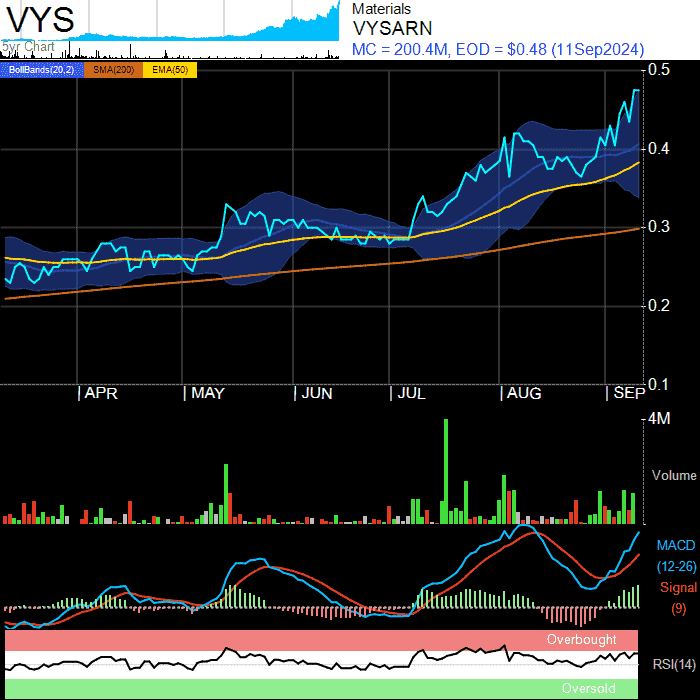 VYS
5yr Chart
Materials
VYSARN
MC = 200.4M, EOD = $0.48 (11Sep2024)
BollBands(20,2) SMA(200) EMA(50)
0.5
0.4
0.3
0.2
0.1
APR MAY JUN JUL AUG SEP
4M
Volume
MACD
(12-26)
Signal
(9)
Overbought
RSI(14)
Oversold